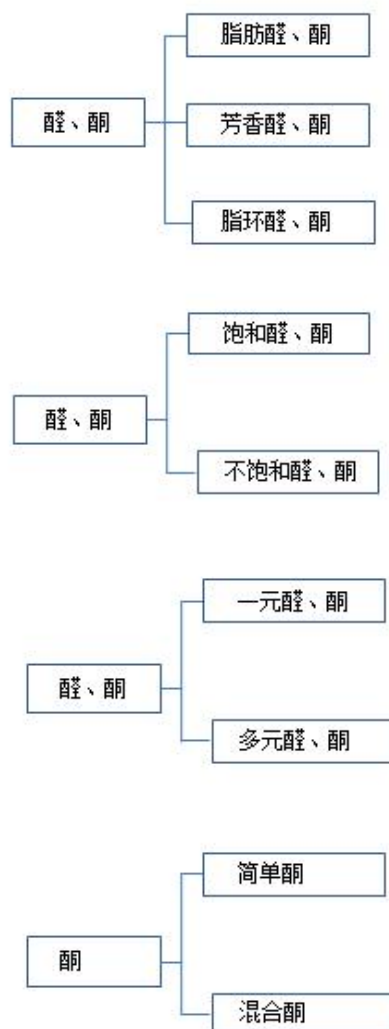 脂肪醛、酮
醛、酮
芳香醛、酮
脂环醛、酮
饱和醛、酮
醛、酮
不饱和醛、酮
一元醛、酮
醛、酮
多元醛、酮
简单酮
酮
混合酮